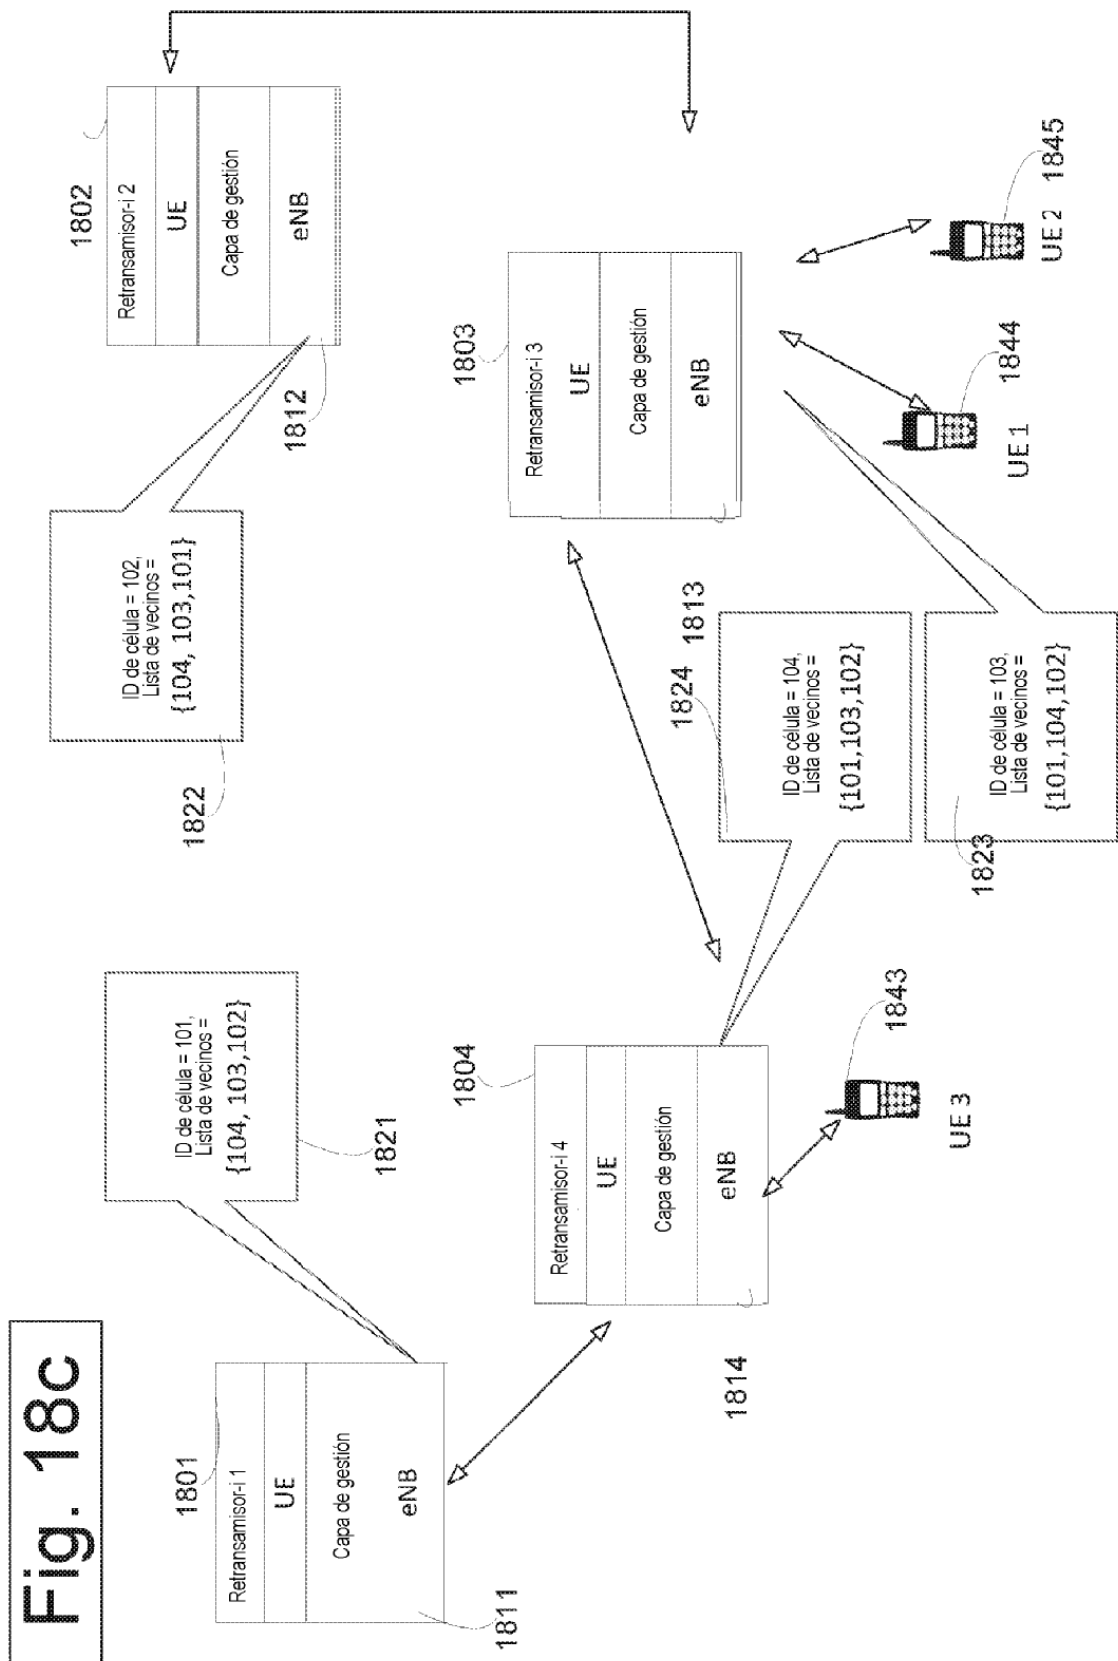 Fig. 18c
1801
Retransamisor-i 1
UE
Capa de gestión
eNB
1811
ID de célula = 101,
Lista de vecinos =
{104, 103,102}
1821
1802
Retransamisor-i 2
UE
Capa de gestión
eNB
1812
ID de célula = 102,
Lista de vecinos =
{104, 103,101}
1822
1804
Retransamisor-i 4
UE
Capa de gestión
eNB
1814
1843
UE 3
1803
Retransamisor-i 3
UE
Capa de gestión
eNB
1813
1824
ID de célula = 104,
Lista de vecinos =
{101,103,102}
ID de célula = 103,
Lista de vecinos =
{101,104,102}
1823
1844
UE 1
1845
UE 2